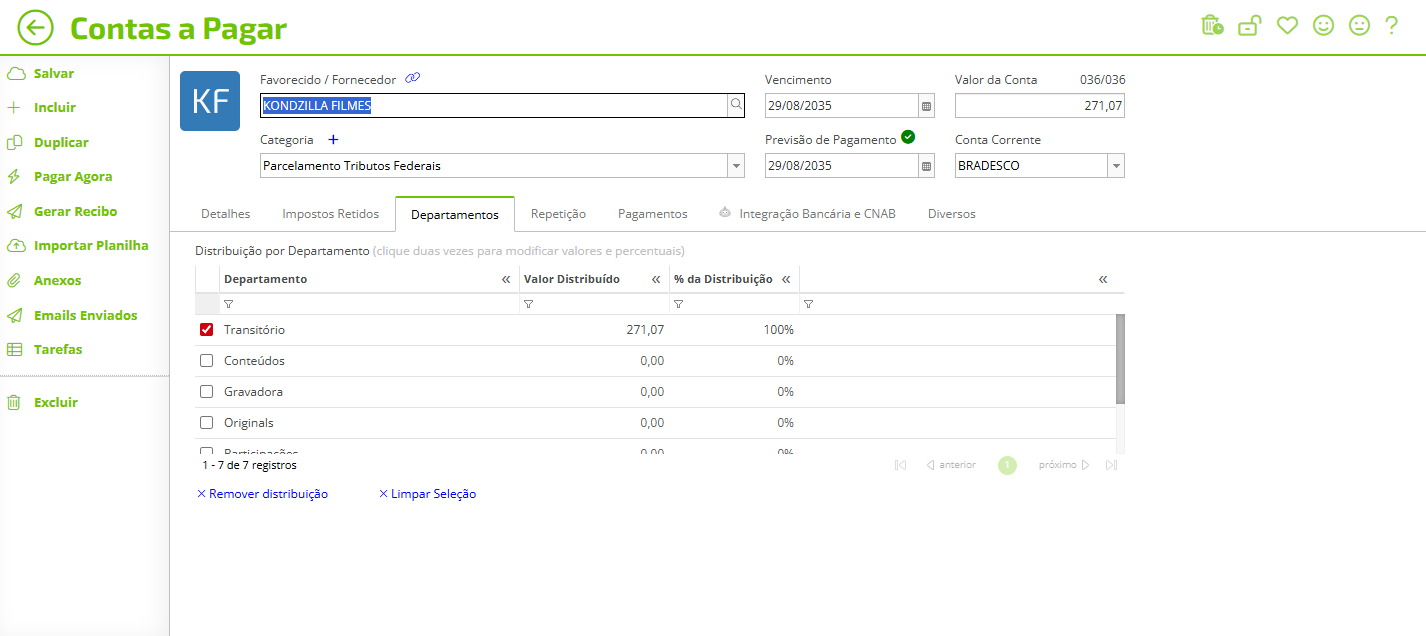 Contas a Pagar
?
Salvar
Incluir
Duplicar
Pagar Agora
Gerar Recibo
Importar Planilha
Anexos
Emails Enviados
Tarefas
Excluir
KF
Favorecido / Fornecedor
KONDZILLA FILMES
Vencimento
29/08/2035
Valor da Conta 036/036
271,07
Categoria +
Parcelamento Tributos Federais
Previsão de Pagamento
29/08/2035
Conta Corrente
BRADESCO
Detalhes Impostos Retidos Departamentos Repetição Pagamentos Integração Bancária e CNAB Diversos
Distribuição por Departamento (clique duas vezes para modificar valores e percentuais)
Departamento « Valor Distribuído « % da Distribuição « «
Transitório 271,07 100%
Conteúdos 0,00 0%
Gravadora 0,00 0%
Originals 0,00 0%
Participações 0,00 0%
1 - 7 de 7 registros
anterior 1 próximo
Remover distribuição Limpar Seleção